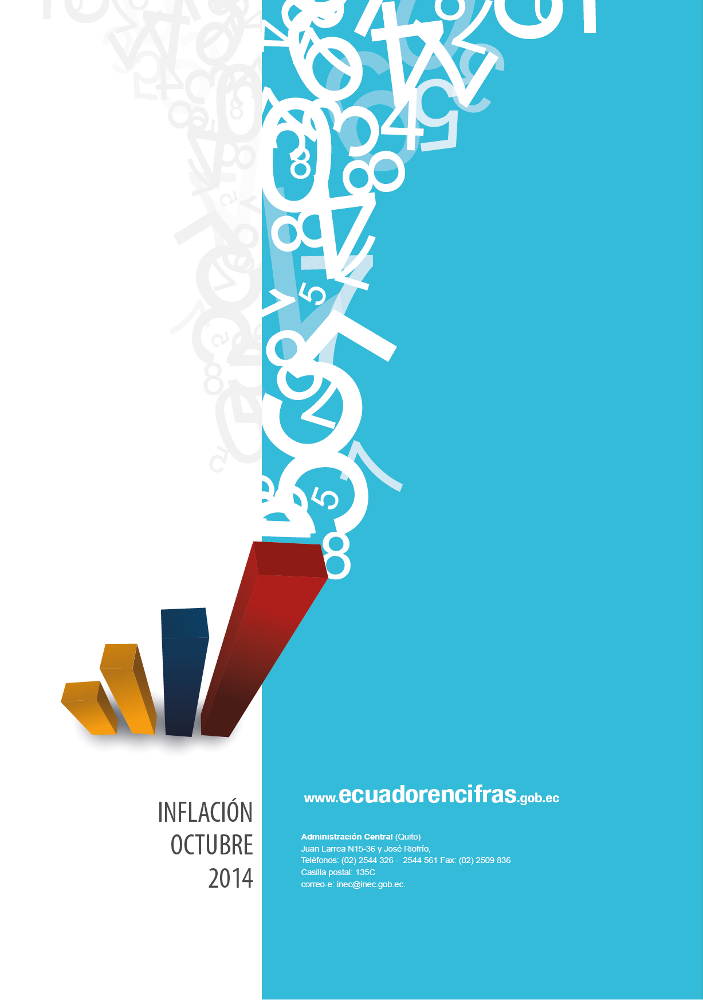 www.ecuadorencifras.gob.ec
INFLACIÓN
OCTUBRE
2014
Administración Central (Quito)
Juan Larrea N15-36 y José Riofrío,
Teléfonos: (02) 2544 326 - 2544 561 Fax: (02) 2509 836
Casilla postal: 135C
correo-e: inec@inec.gob.ec.